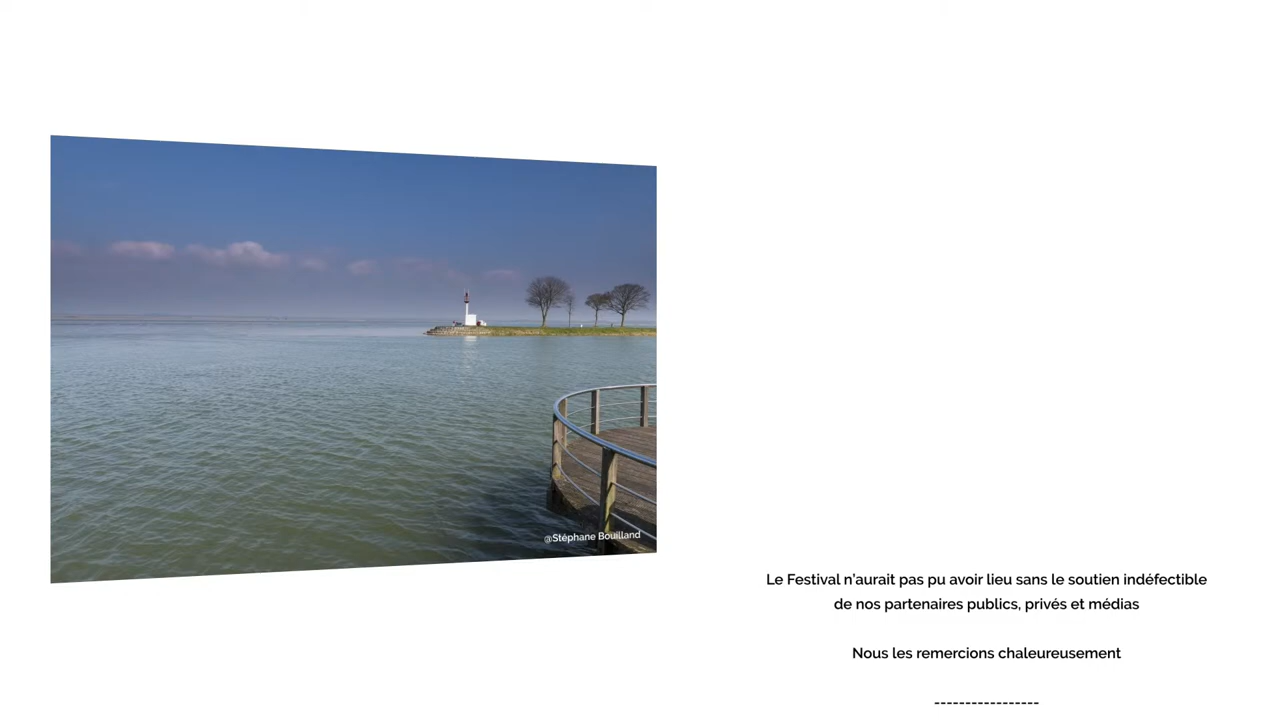 @Stéphane Bouilland
Le Festival n'aurait pas pu avoir lieu sans le soutien indéfectible
de nos partenaires publics, privés et médias
Nous les remercions chaleureusement
-----------------